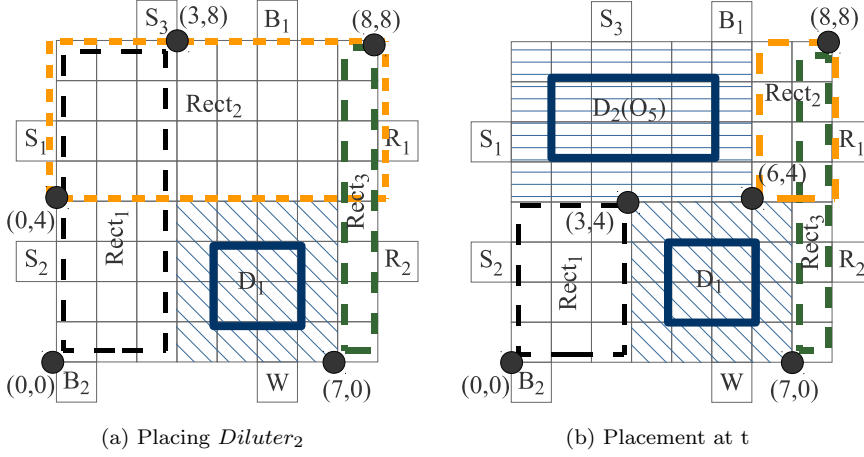 S3 (3,8) B1 (8,8)
Rect2
S1 R1
(0,4) Rect1 Rect3
S2 D1 R2
(0,0) B2 W (7,0)
(a) Placing Diluter2
S3 B1 (8,8)
D2(O5) Rect2
S1 R1
(3,4) (6,4)
S2 Rect1 D1 Rect3 R2
(0,0) B2 W (7,0)
(b) Placement at t